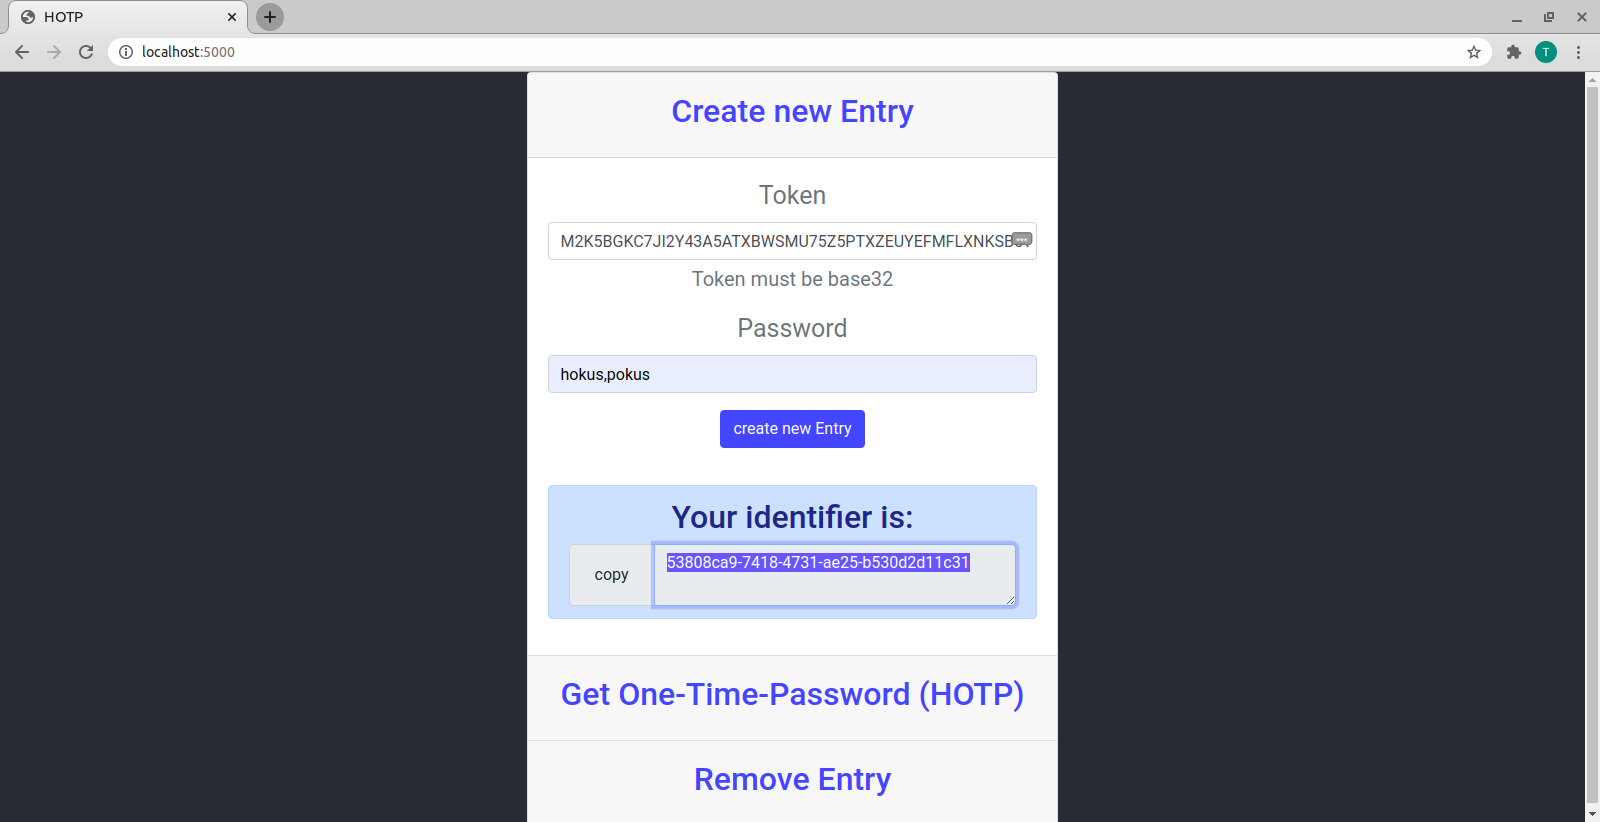 HOTP
localhost:5000
T
Create new Entry
Token
M2K5BGKC7JI2Y43A5ATXBWSMU75Z5PTXZEUYEFMFLXNKSB
Token must be base32
Password
hokus,pokus
create new Entry
Your identifier is:
copy
53808ca9-7418-4731-ae25-b530d2d11c31
Get One-Time-Password (HOTP)
Remove Entry